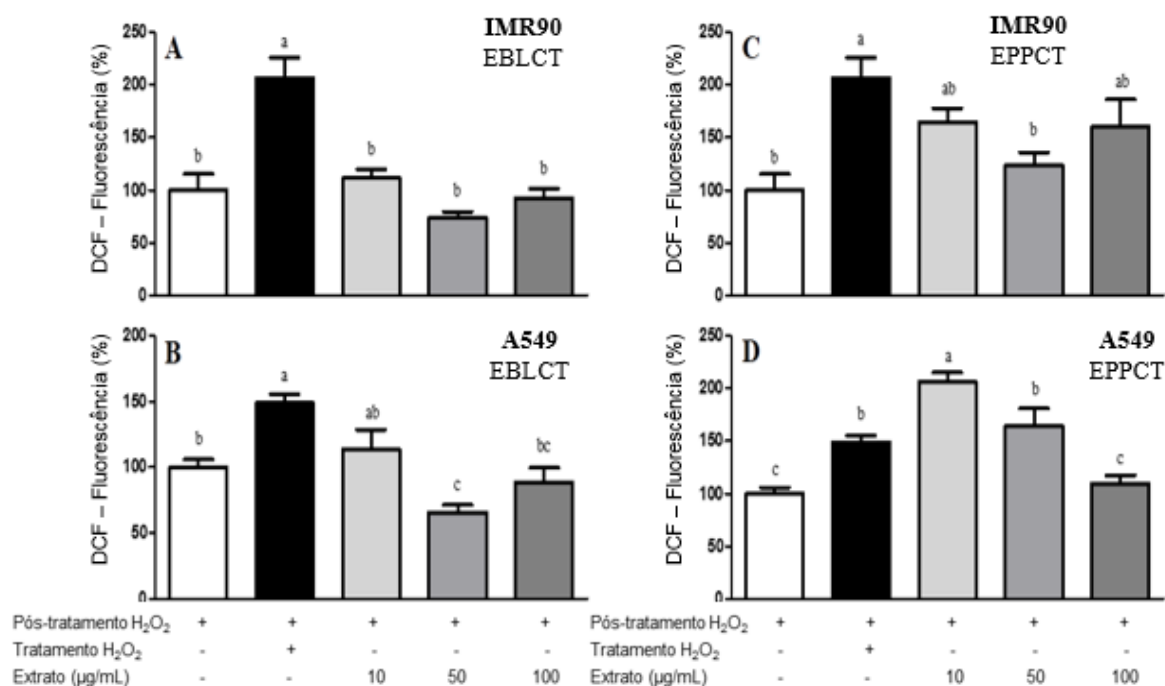 A
IMR90
EBLCT
DCF – Fluorescência (%)
250
200
150
100
50
0
b
a
b
b
b
C
IMR90
EPPCT
DCF – Fluorescência (%)
250
200
150
100
50
0
b
a
ab
b
ab
B
A549
EBLCT
DCF – Fluorescência (%)
200
150
100
50
0
b
a
ab
c
bc
D
A549
EPPCT
DCF – Fluorescência (%)
250
200
150
100
50
0
c
b
a
b
c
Pós-tratamento H₂O₂ + + + + +
Tratamento H₂O₂ - + - - -
Extrato (µg/mL) - - 10 50 100
Pós-tratamento H₂O₂ + + + + +
Tratamento H₂O₂ - + - - -
Extrato (µg/mL) - - 10 50 100